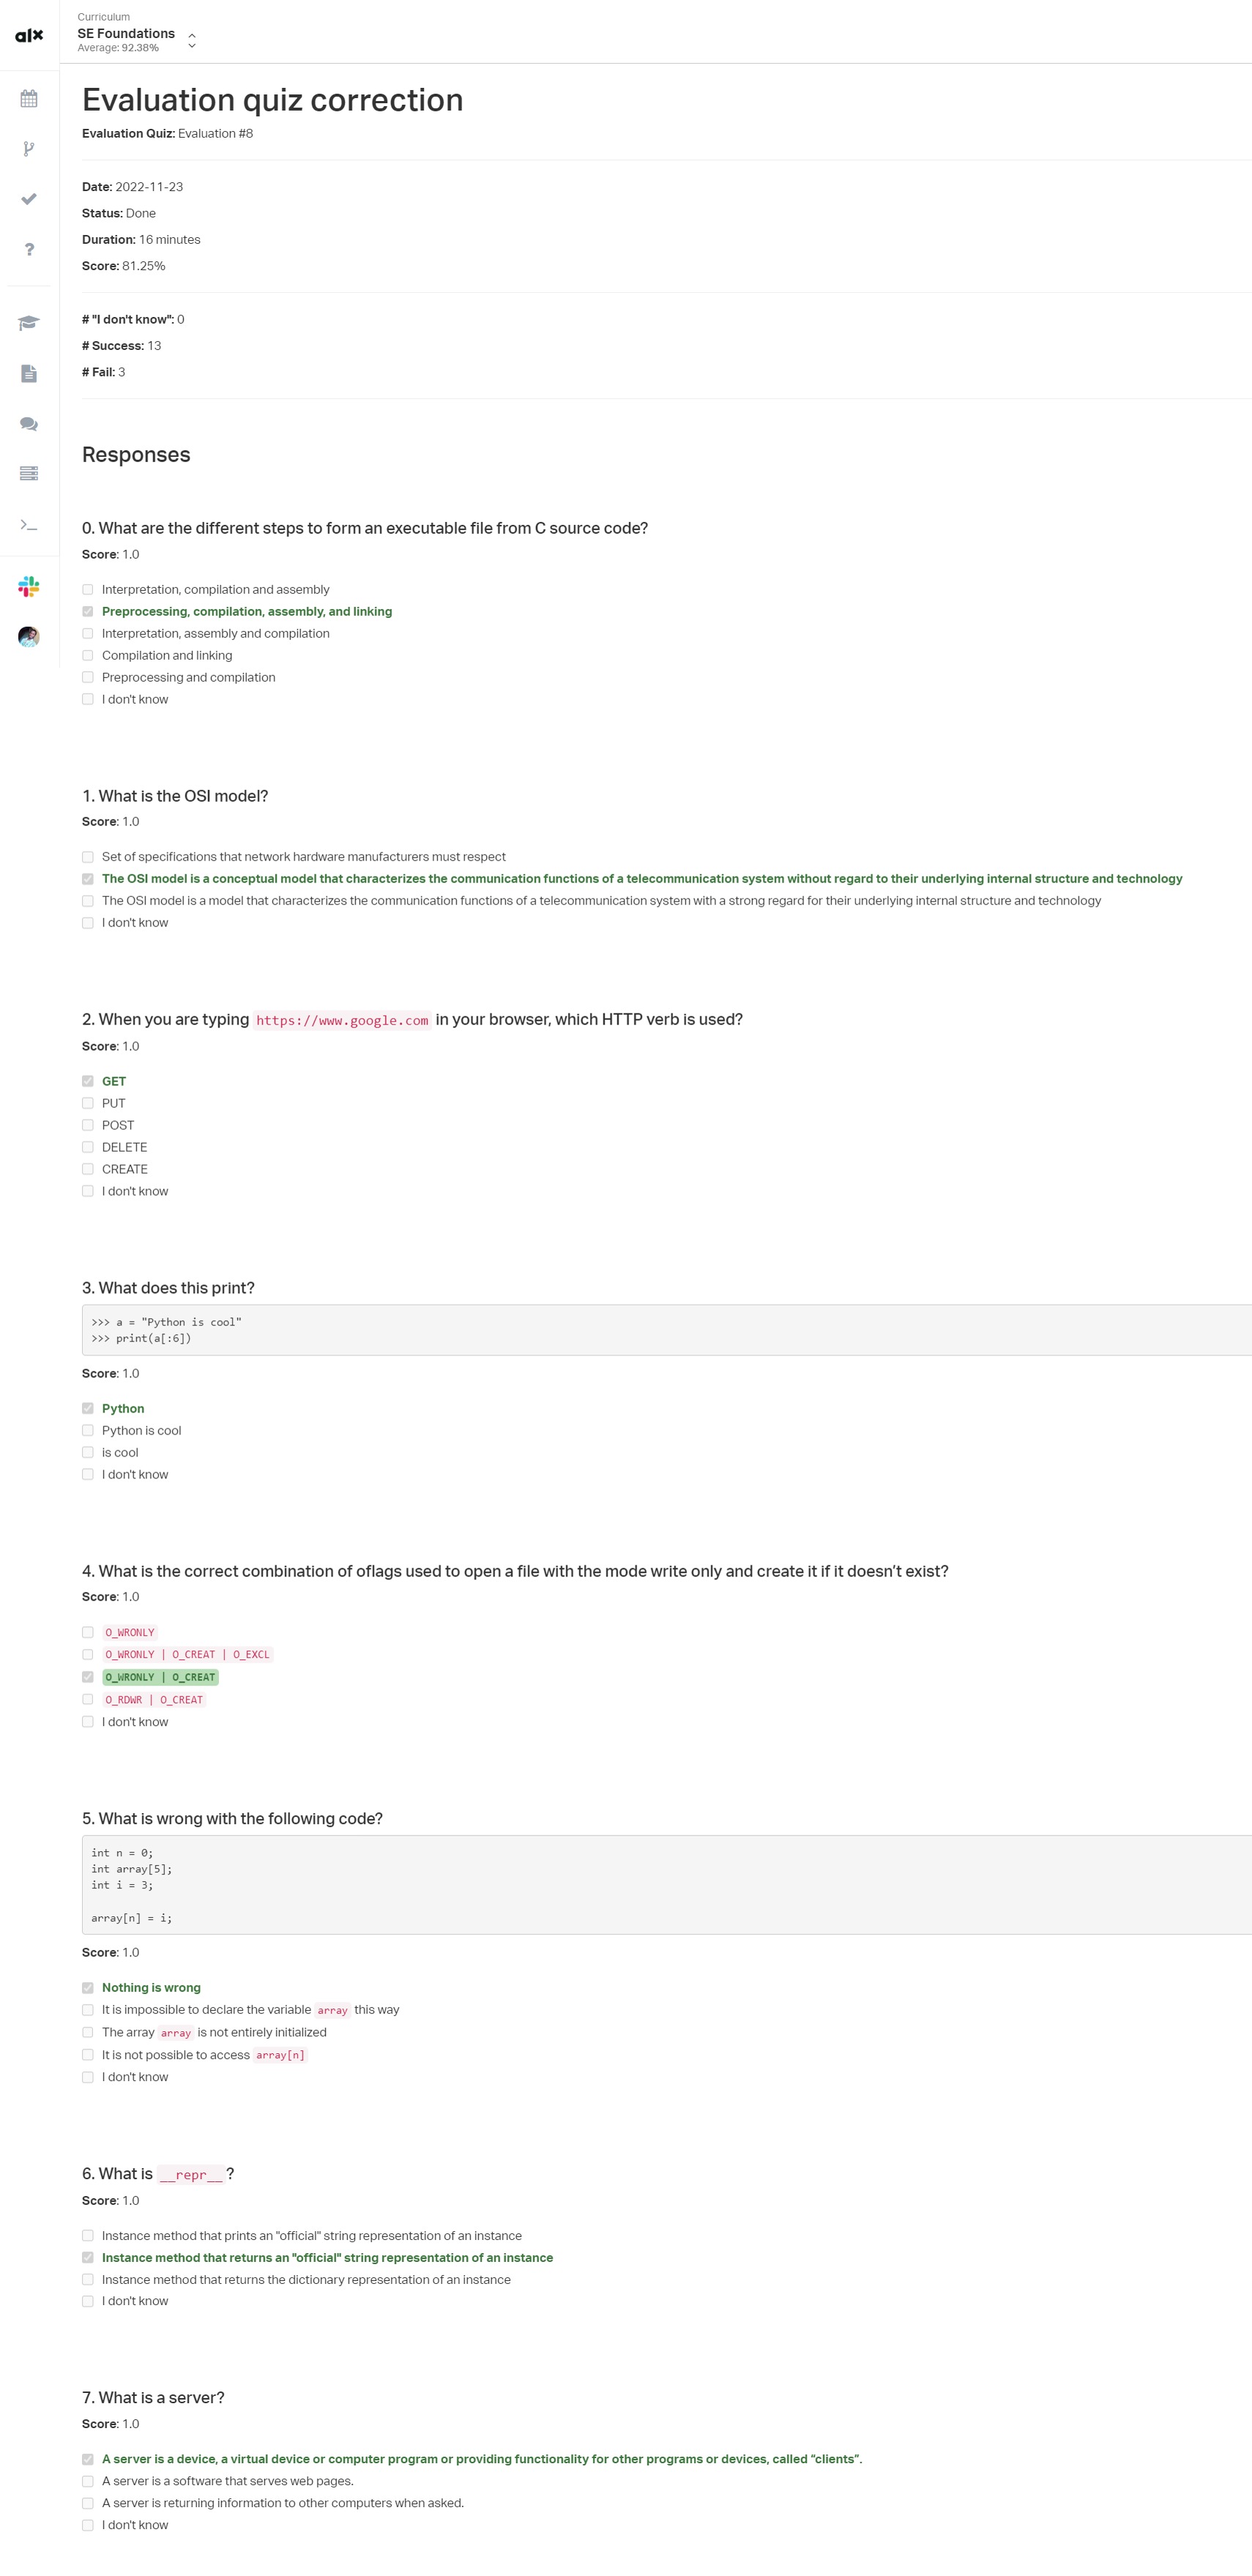 alx
Curriculum
SE Foundations
Average: 92.38%
Evaluation quiz correction
Evaluation Quiz: Evaluation #8
Date: 2022-11-23
Status: Done
Duration: 16 minutes
Score: 81.25%
# "I don't know": 0
# Success: 13
# Fail: 3
Responses
0. What are the different steps to form an executable file from C source code?
Score: 1.0
Interpretation, compilation and assembly
Preprocessing, compilation, assembly, and linking
Interpretation, assembly and compilation
Compilation and linking
Preprocessing and compilation
I don't know
1. What is the OSI model?
Score: 1.0
Set of specifications that network hardware manufacturers must respect
The OSI model is a conceptual model that characterizes the communication functions of a telecommunication system without regard to their underlying internal structure and technology
The OSI model is a model that characterizes the communication functions of a telecommunication system with a strong regard for their underlying internal structure and technology
I don't know
2. When you are typing https://www.google.com in your browser, which HTTP verb is used?
Score: 1.0
GET
PUT
POST
DELETE
CREATE
I don't know
3. What does this print?
>>> a = "Python is cool"
>>> print(a[:6])
Score: 1.0
Python
Python is cool
is cool
I don't know
4. What is the correct combination of oflags used to open a file with the mode write only and create it if it doesn’t exist?
Score: 1.0
O_WRONLY
O_WRONLY | O_CREAT | O_EXCL
O_WRONLY | O_CREAT
O_RDWR | O_CREAT
I don't know
5. What is wrong with the following code?
int n = 0;
int array[5];
int i = 3;
array[n] = i;
Score: 1.0
Nothing is wrong
It is impossible to declare the variable array this way
The array array is not entirely initialized
It is not possible to access array[n]
I don't know
6. What is __repr__?
Score: 1.0
Instance method that prints an "official" string representation of an instance
Instance method that returns an "official" string representation of an instance
Instance method that returns the dictionary representation of an instance
I don't know
7. What is a server?
Score: 1.0
A server is a device, a virtual device or computer program or providing functionality for other programs or devices, called “clients”.
A server is a software that serves web pages.
A server is returning information to other computers when asked.
I don't know